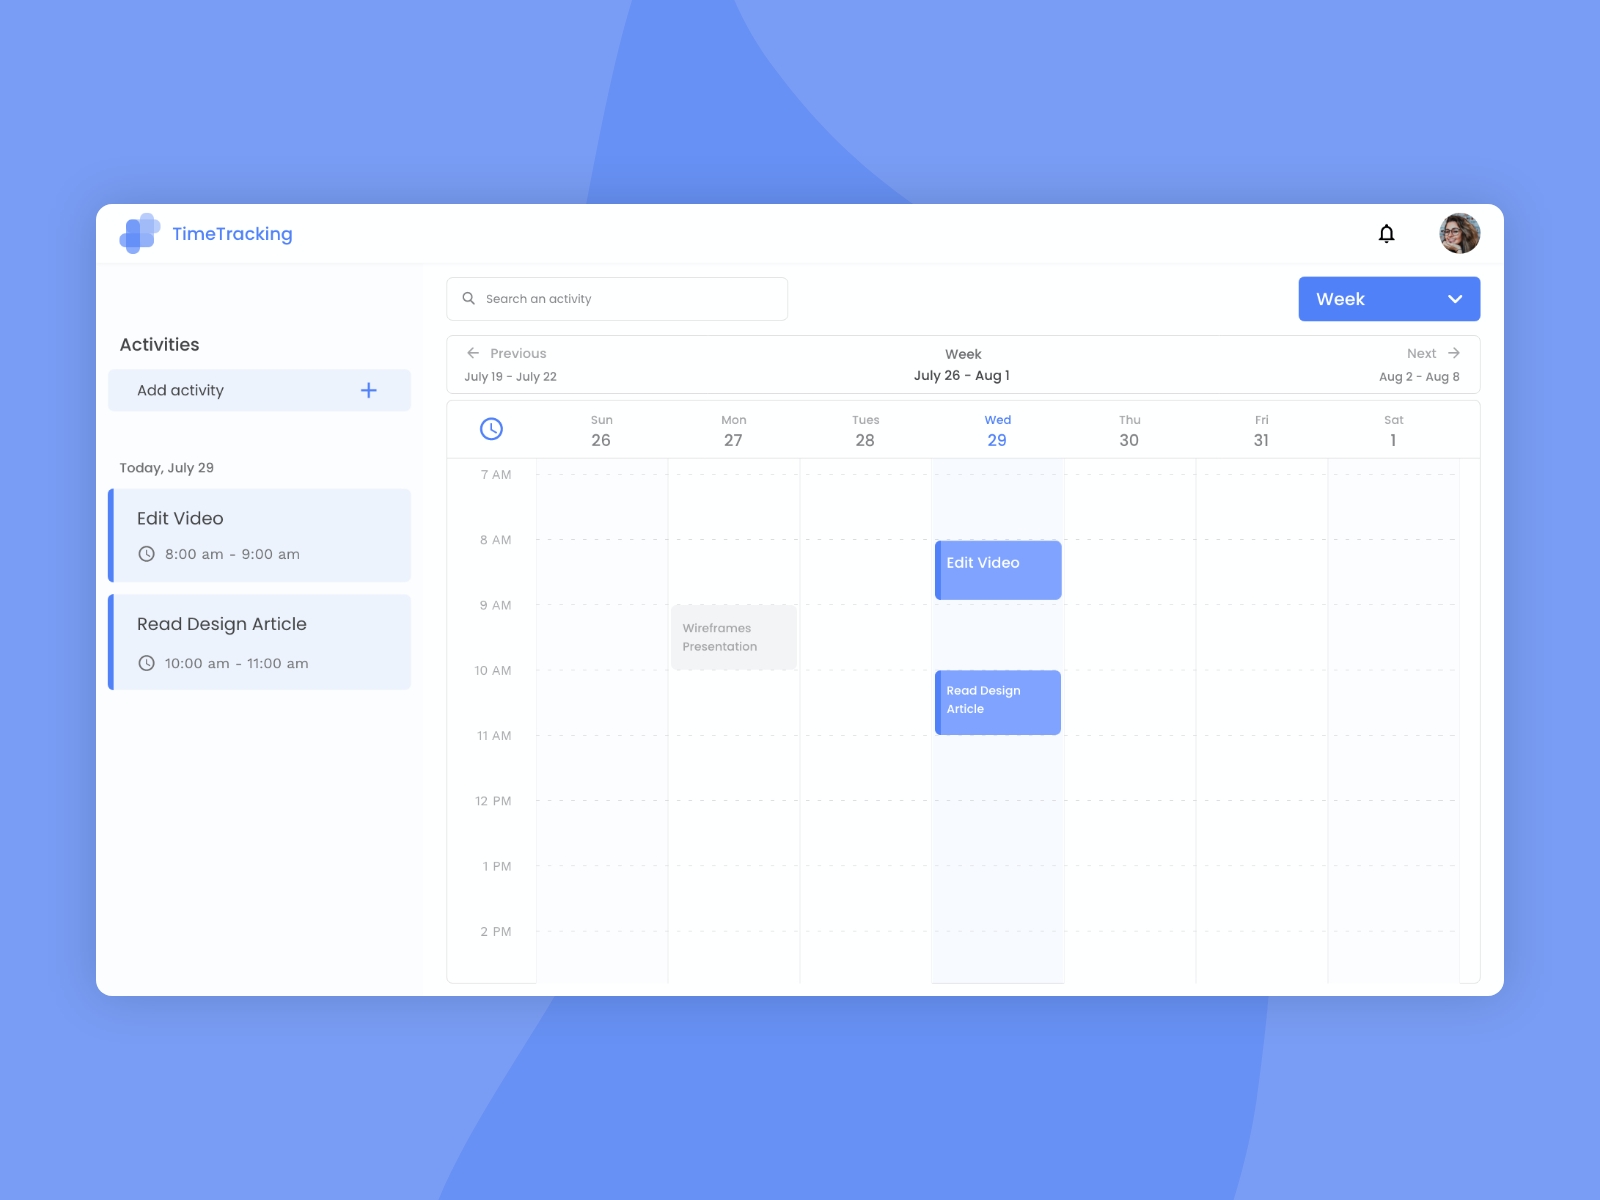 TimeTracking
Search an activity
Week
Activities
Add activity
Today, July 29
Edit Video
8:00 am - 9:00 am
Read Design Article
10:00 am - 11:00 am
Previous
July 19 - July 22
Week
July 26 - Aug 1
Next
Aug 2 - Aug 8
Sun
26
Mon
27
Tues
28
Wed
29
Thu
30
Fri
31
Sat
1
7 AM
8 AM
9 AM
10 AM
11 AM
12 PM
1 PM
2 PM
Wireframes
Presentation
Edit Video
Read Design
Article